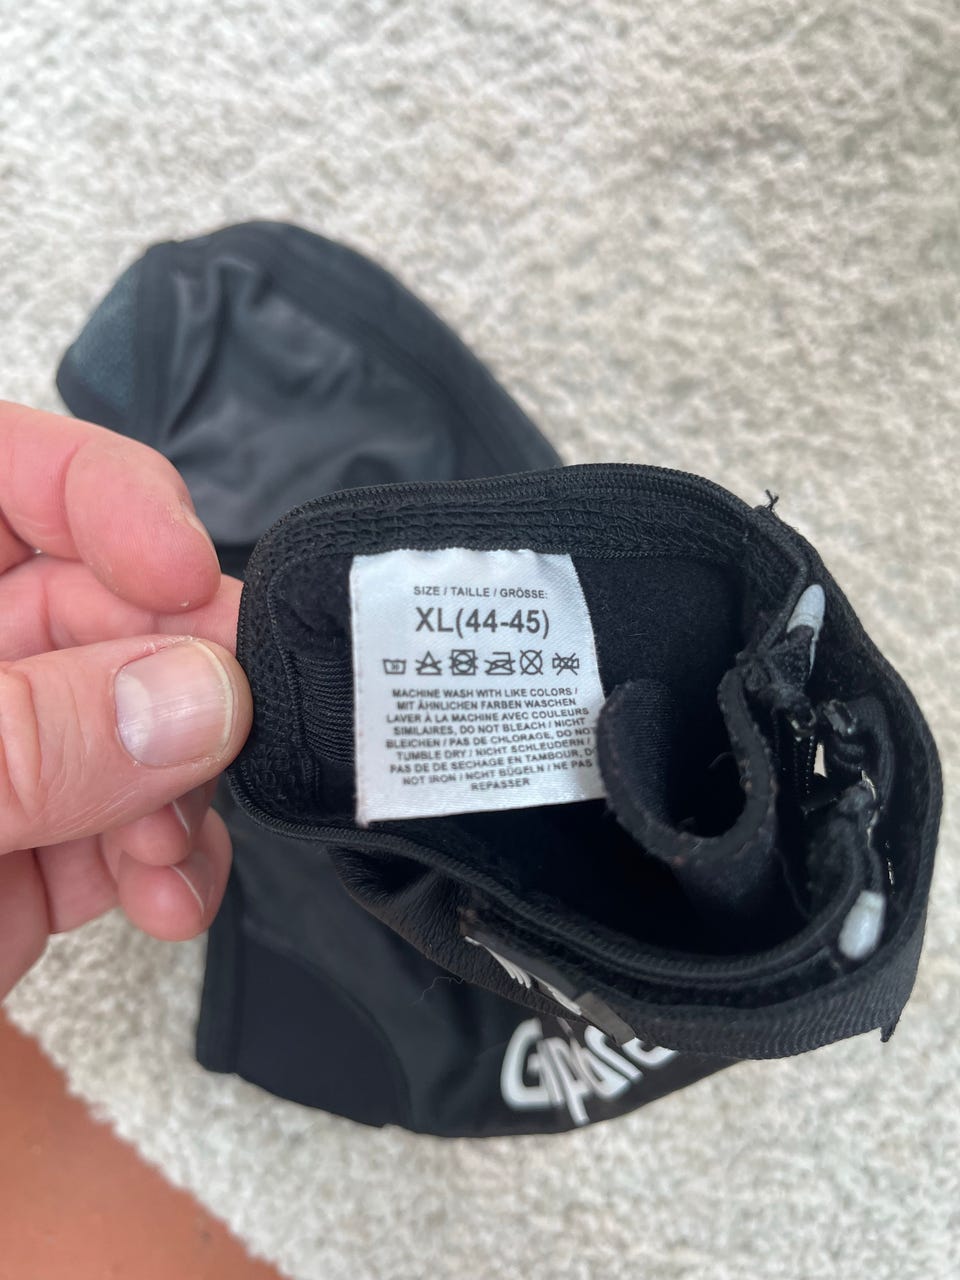 SIZE / TAILLE / GRÖSSE:
XL(44-45)
MACHINE WASH WITH LIKE COLORS /
MIT ÄHNLICHEN FARBEN WASCHEN
LAVER À LA MACHINE AVEC COULEURS
SIMILAIRES, DO NOT BLEACH / NICHT
BLEICHEN / PAS DE CHLORAGE, DO NOT
TUMBLE DRY / NICHT SCHLEUDERN /
PAS DE DE SECHAGE EN TAMBOUR, D
NOT IRON / NCHT BÜGELN / NE PAS
REPASSER